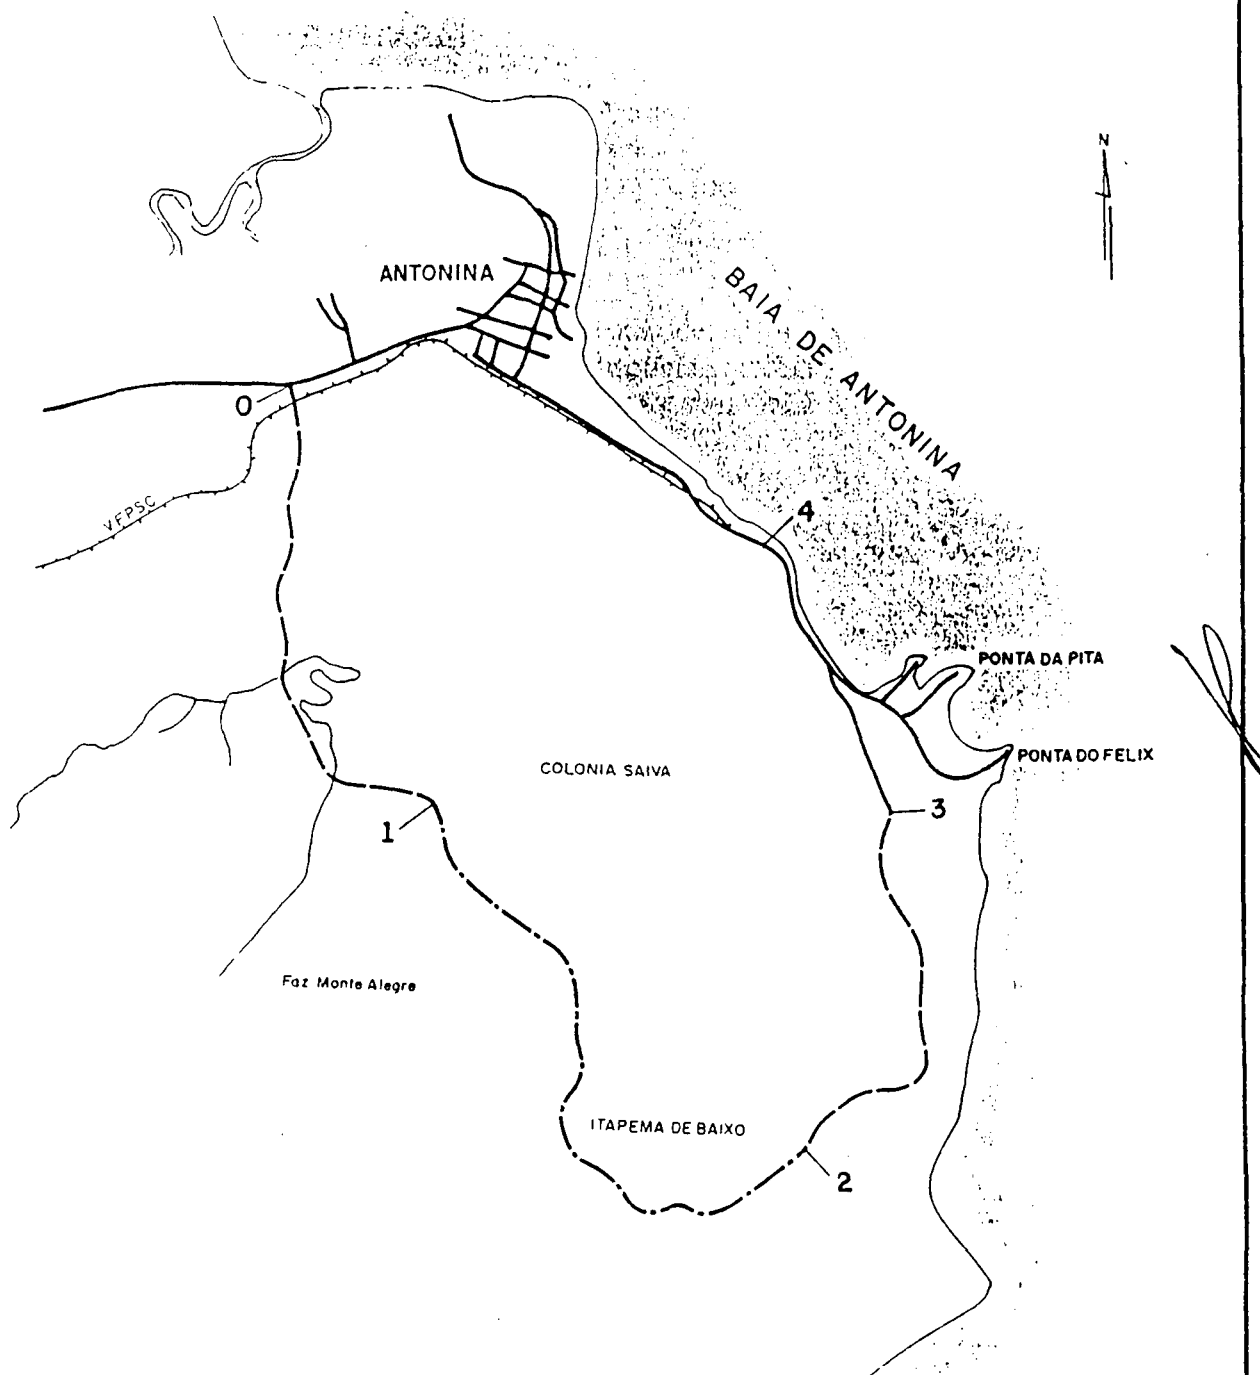 N
ANTONINA
BAIA DE ANTONINA
0
VFPSC
4
PONTA DA PITA
PONTA DO FELIX
COLONIA SAIVA
3
1
Faz Monte Alegre
ITAPEMA DE BAIXO
2